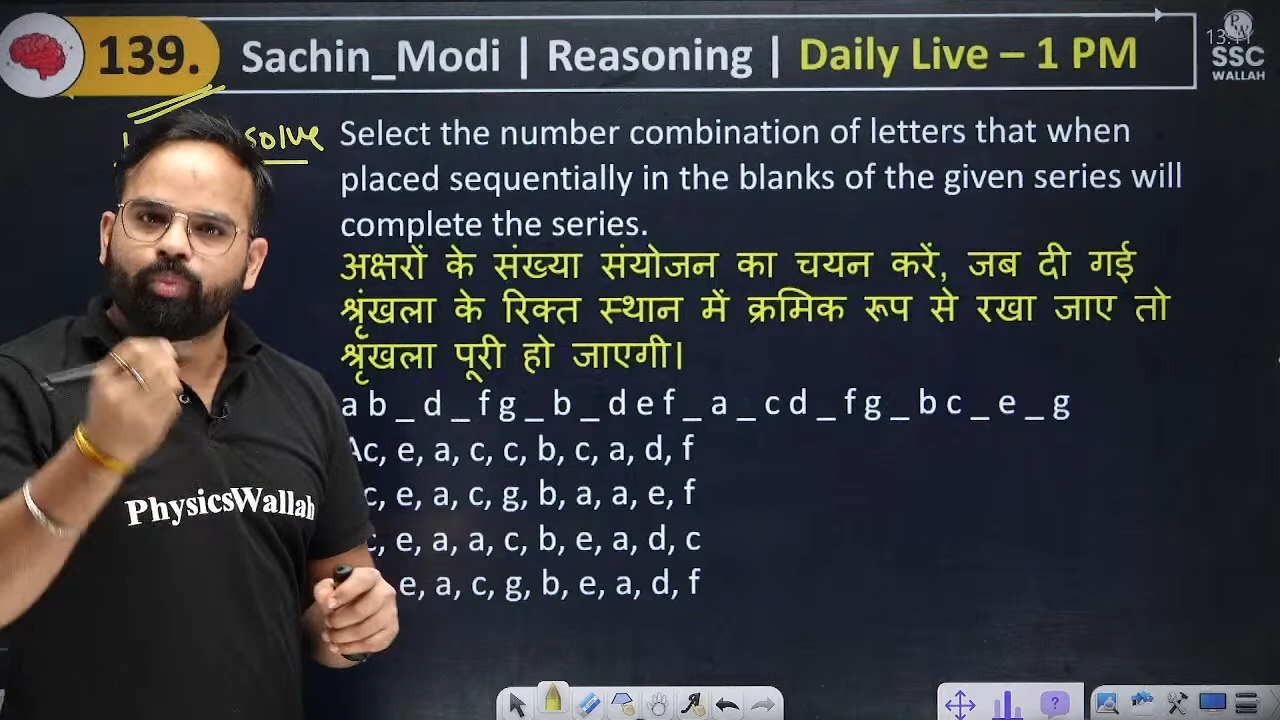 139. Sachin_Modi | Reasoning | Daily Live – 1 PM
SSC
WALLAH
solve
Select the number combination of letters that when
placed sequentially in the blanks of the given series will
complete the series.
अक्षरों के संख्या संयोजन का चयन करें, जब दी गई
श्रृंखला के रिक्त स्थान में क्रमिक रूप से रखा जाए तो
श्रृंखला पूरी हो जाएगी।
a b _ d _ f g _ b _ d e f _ a _ c d _ f g _ b c _ e _ g
Ac, e, a, c, c, b, c, a, d, f
c, e, a, c, g, b, a, a, e, f
c, e, a, a, c, b, e, a, d, c
e, a, c, g, b, e, a, d, f
PhysicsWallah